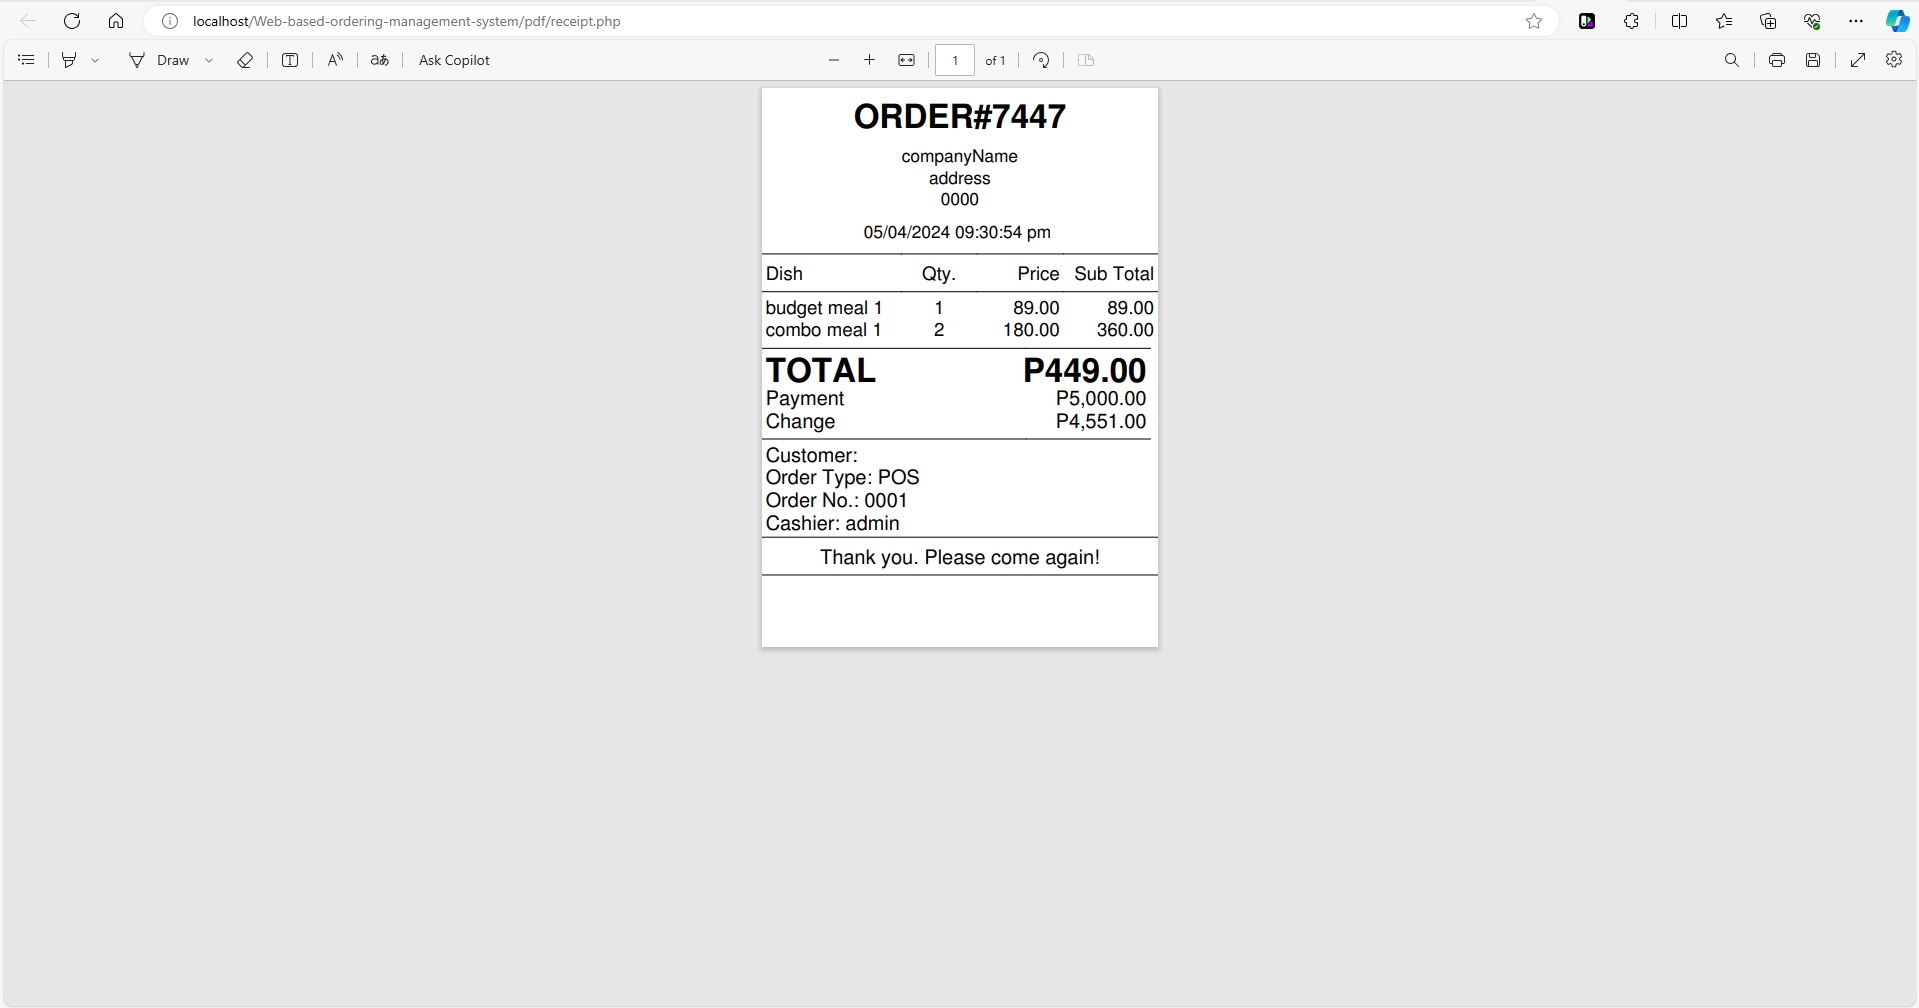 localhost/Web-based-ordering-management-system/pdf/receipt.php
Draw
aあ
Ask Copilot
1 of 1
ORDER#7447
companyName
address
0000
05/04/2024 09:30:54 pm
Dish Qty. Price Sub Total
budget meal 1 1 89.00 89.00
combo meal 1 2 180.00 360.00
TOTAL P449.00
Payment P5,000.00
Change P4,551.00
Customer:
Order Type: POS
Order No.: 0001
Cashier: admin
Thank you. Please come again!